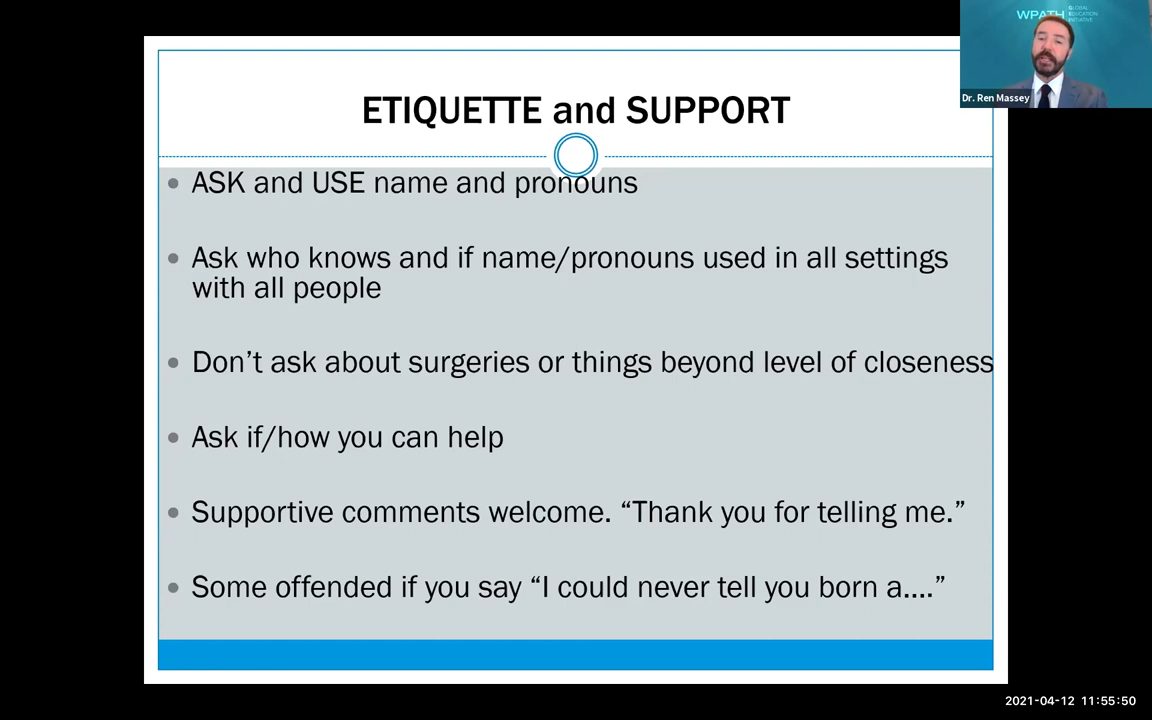 WPATH GLOBAL
EDUCATION
INITIATIVE
Dr. Ren Massey
ETIQUETTE and SUPPORT
• ASK and USE name and pronouns
• Ask who knows and if name/pronouns used in all settings
with all people
• Don’t ask about surgeries or things beyond level of closeness
• Ask if/how you can help
• Supportive comments welcome. “Thank you for telling me.”
• Some offended if you say “I could never tell you born a....”
2021-04-12 11:55:50